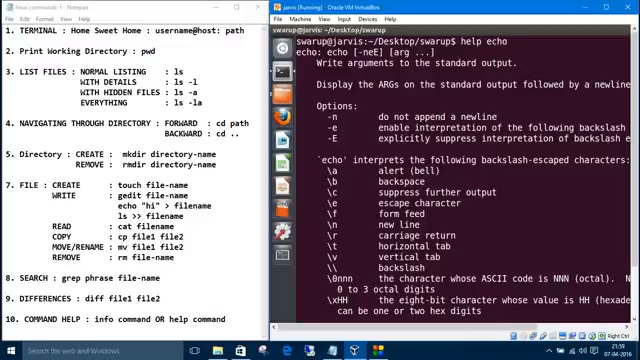 linux-commands-1 - Notepad
File Edit Format View Help
1. TERMINAL : Home Sweet Home : username@host: path
2. Print Working Directory : pwd
3. LIST FILES : NORMAL LISTING : ls
WITH DETAILS : ls -l
WITH HIDDEN FILES : ls -a
EVERYTHING : ls -la
4. NAVIGATING THROUGH DIRECTORY : FORWARD : cd path
BACKWARD : cd ..
5. Directory : CREATE : mkdir directory-name
REMOVE : rmdir directory-name
7. FILE : CREATE : touch file-name
WRITE : gedit file-name
echo "hi" > filename
ls >> filename
READ : cat filename
COPY : cp file1 file2
MOVE/RENAME : mv file1 file2
REMOVE : rm file-name
8. SEARCH : grep phrase file-name
9. DIFFERENCES : diff file1 file2
10. COMMAND HELP : info command OR help command
jarvis [Running] - Oracle VM VirtualBox
File Machine View Input Devices Help
swarup@jarvis: ~/Desktop/swarup
swarup@jarvis:~/Desktop/swarup$ help echo
echo: echo [-neE] [arg ...]
Write arguments to the standard output.
Display the ARGs on the standard output followed by a newline
Options:
-n do not append a newline
-e enable interpretation of the following backslash
-E explicitly suppress interpretation of backslash e
`echo' interprets the following backslash-escaped characters:
\a alert (bell)
\b backspace
\c suppress further output
\e escape character
\f form feed
\n new line
\r carriage return
\t horizontal tab
\v vertical tab
\\ backslash
\0nnn the character whose ASCII code is NNN (octal). N
0 to 3 octal digits
\xHH the eight-bit character whose value is HH (hexade
can be one or two hex digits
Right Ctrl
Search the web and Windows
21:59
07-04-2016